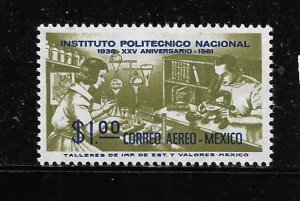 INSTITUTO POLITECNICO NACIONAL
1936 - XXV ANIVERSARIO - 1961
$1.00 CORREO AEREO - MEXICO
TALLERES DE IMP. DE EST. Y VALORES-MEXICO